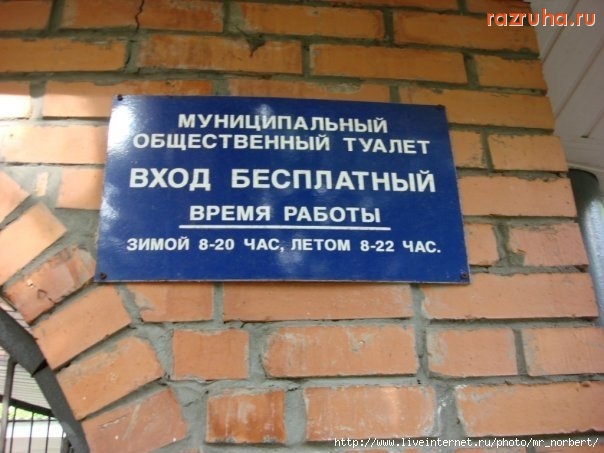 razruha.ru
МУНИЦИПАЛЬНЫЙ
ОБЩЕСТВЕННЫЙ ТУАЛЕТ
ВХОД БЕСПЛАТНЫЙ
ВРЕМЯ РАБОТЫ
ЗИМОЙ 8-20 ЧАС, ЛЕТОМ 8-22 ЧАС.
http://www.liveinternet.ru/photo/mr_norbert/